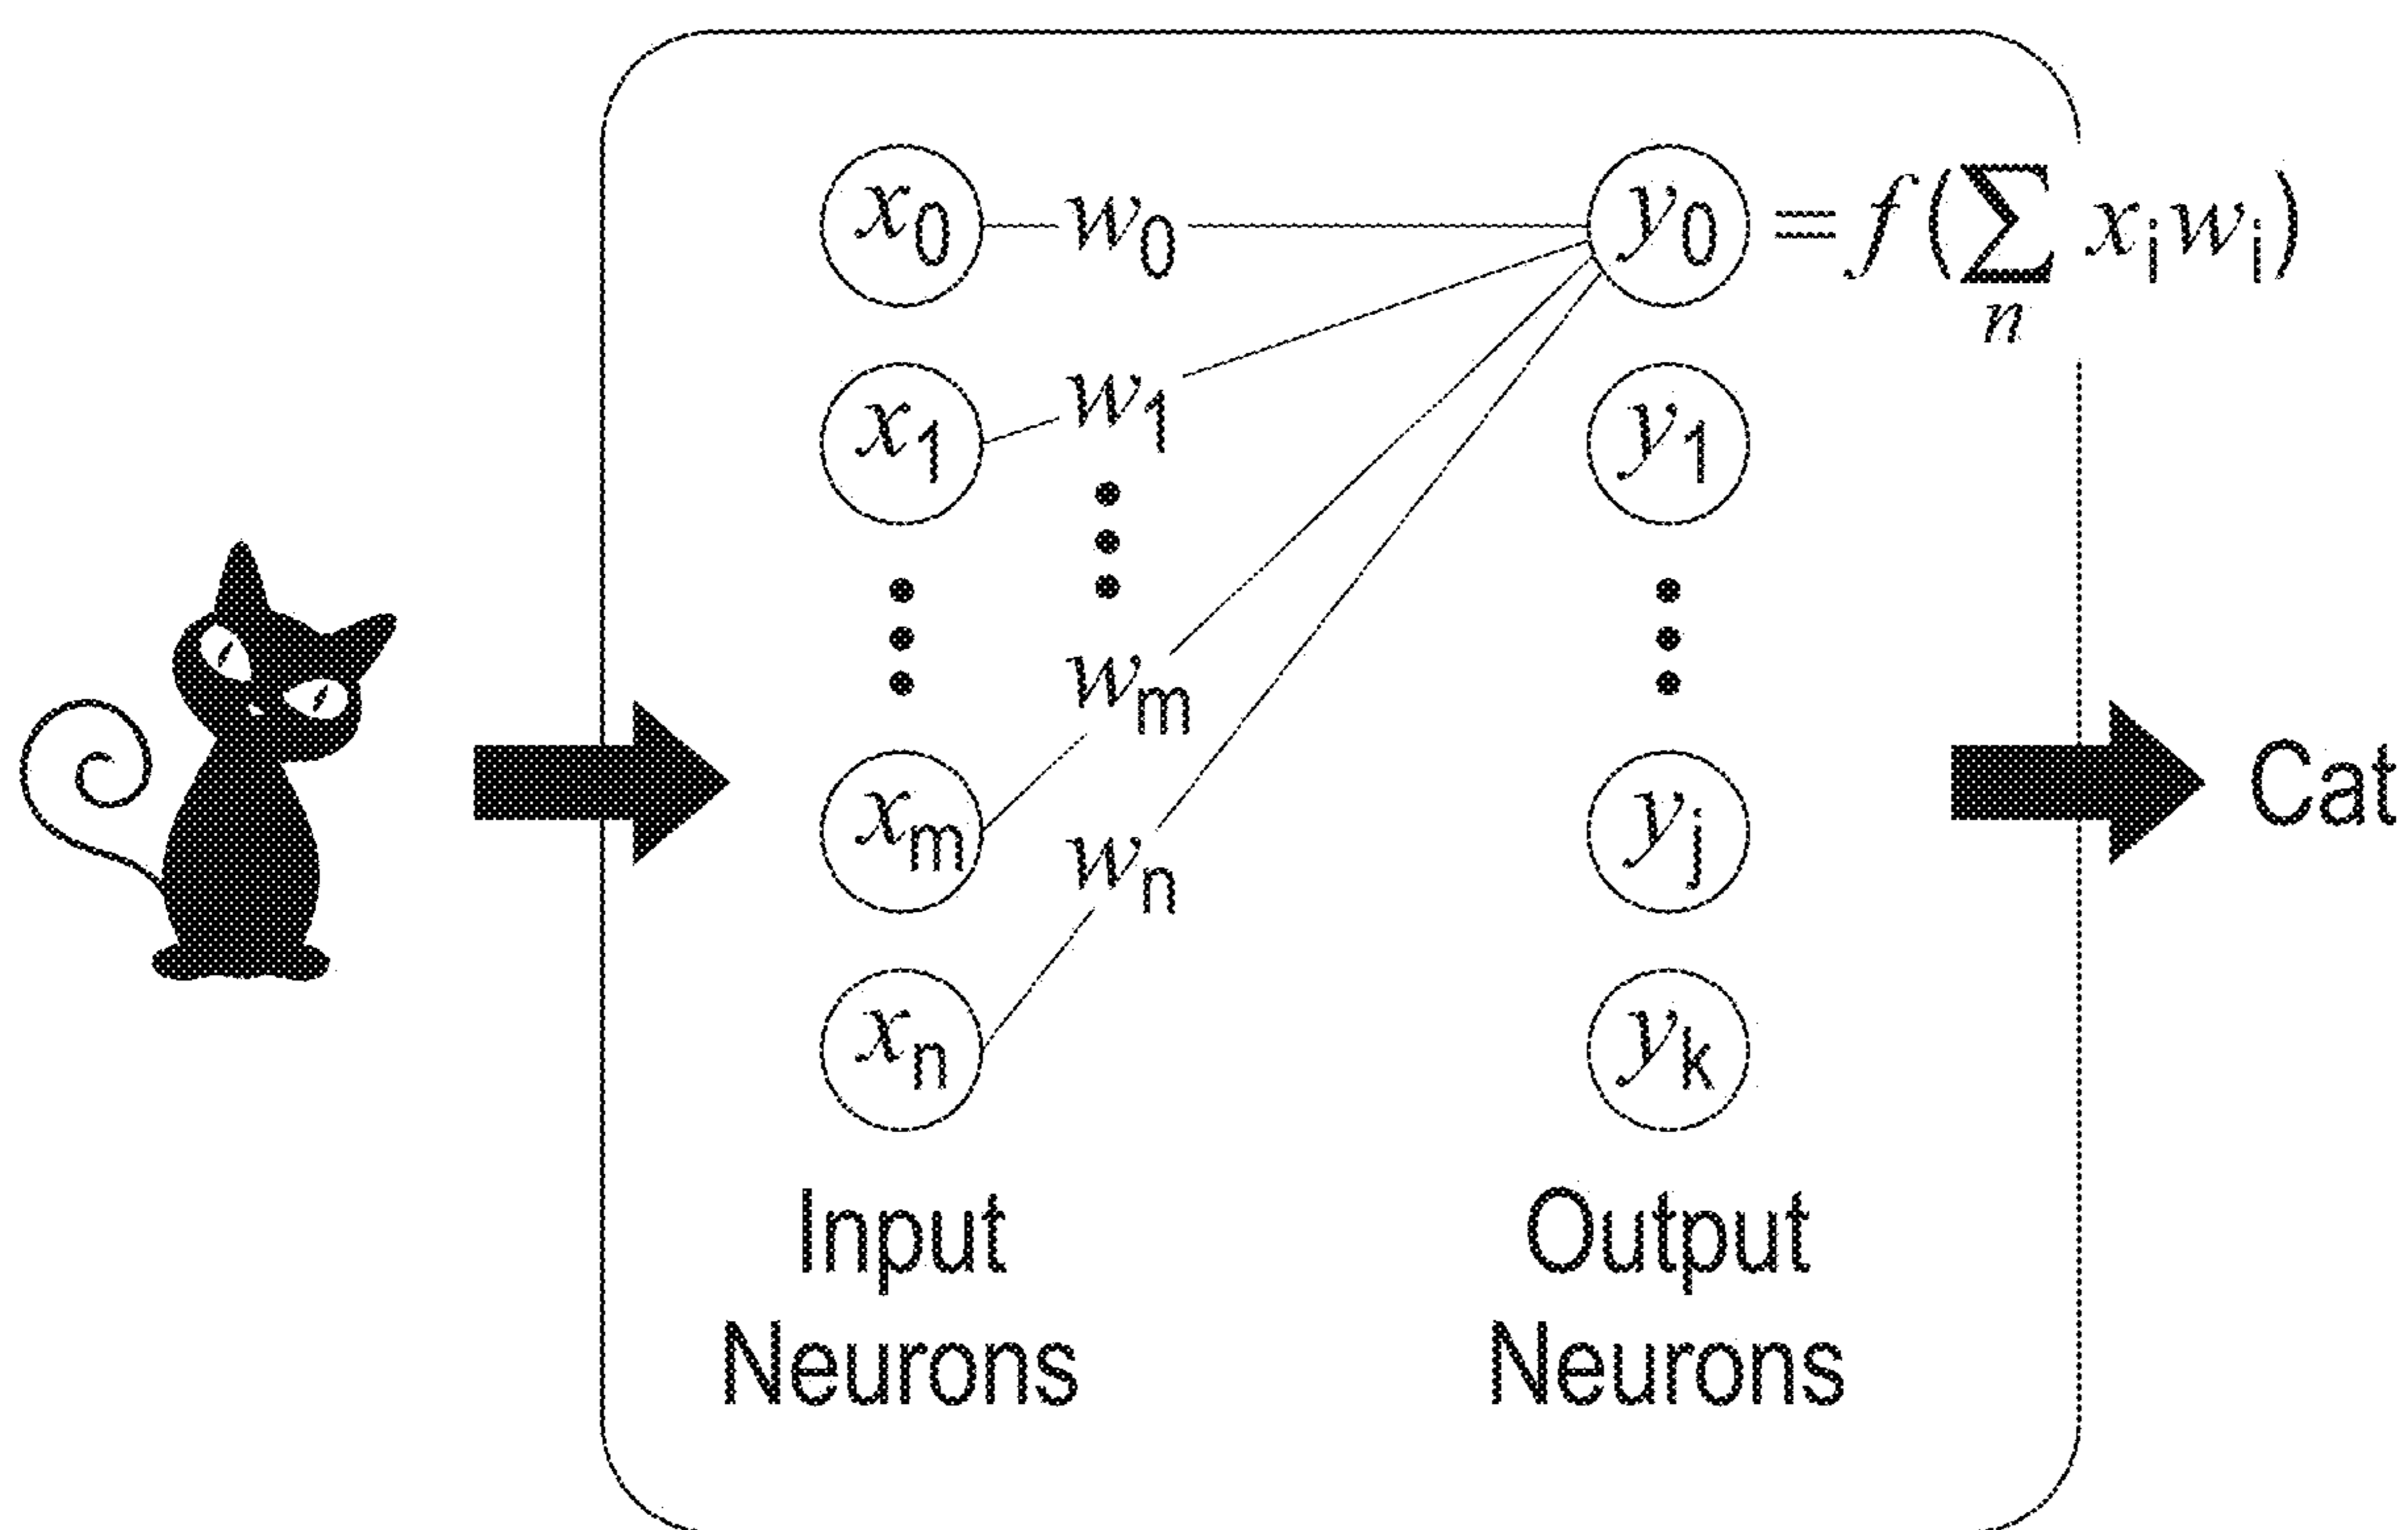 x0 w0 y0 = f(∑ xiwi)
n
x1 w1 y1
wm
xm yj
wn
xn yk
Cat
Input Neurons
Output Neurons